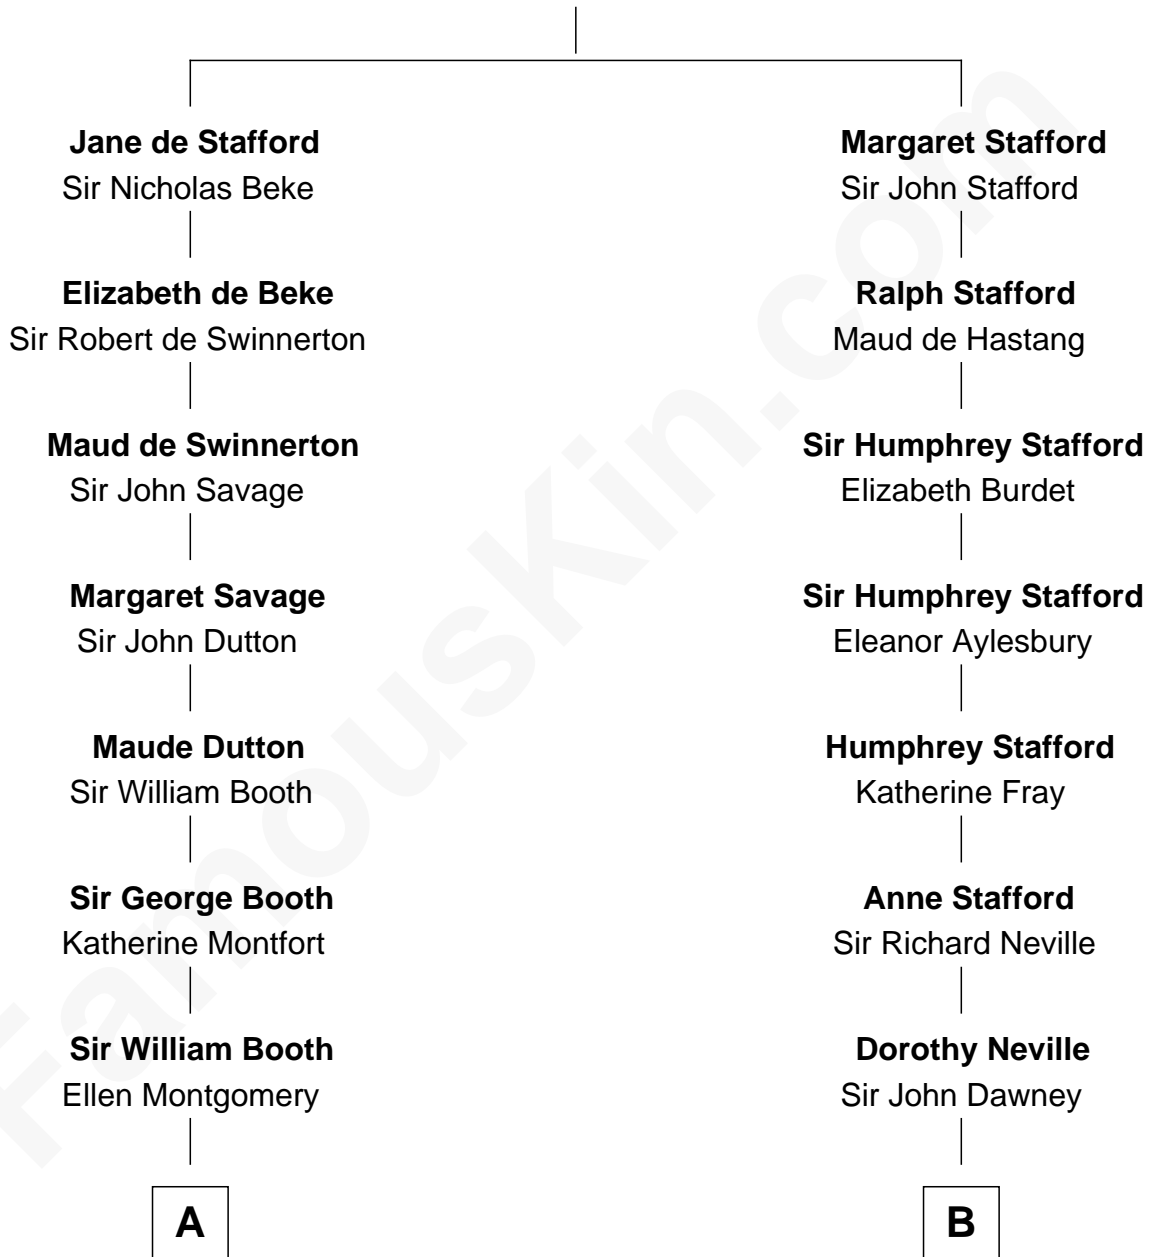 Jane de Stafford
Sir Nicholas Beke
Margaret Stafford
Sir John Stafford
Elizabeth de Beke
Sir Robert de Swinnerton
Ralph Stafford
Maud de Hastang
Maud de Swinnerton
Sir John Savage
Sir Humphrey Stafford
Elizabeth Burdet
Margaret Savage
Sir John Dutton
Sir Humphrey Stafford
Eleanor Aylesbury
Maude Dutton
Sir William Booth
Humphrey Stafford
Katherine Fray
Sir George Booth
Katherine Montfort
Anne Stafford
Sir Richard Neville
Sir William Booth
Ellen Montgomery
Dorothy Neville
Sir John Dawney
A
B
FamousKin.com